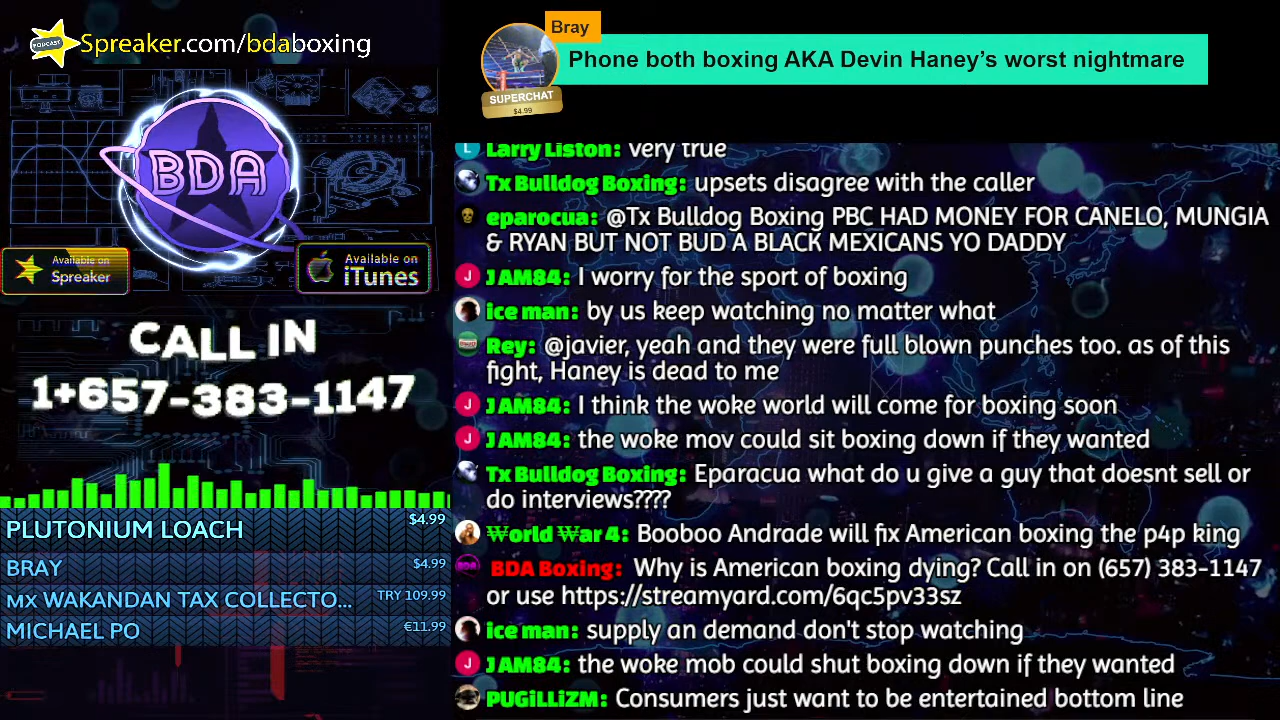 PODCAST
Spreaker.com/bdaboxing
BDA
Available on
Spreaker
Available on
iTunes
CALL IN
1+657-383-1147
PLUTONIUM LOACH $4.99
BRAY $4.99
MX WAKANDAN TAX COLLECTO... TRY 109.99
MICHAEL PO €11.99
Bray
Phone both boxing AKA Devin Haney's worst nightmare
SUPERCHAT
$4.99
L Larry Liston: very true
Tx Bulldog Boxing: upsets disagree with the caller
eparocua: @Tx Bulldog Boxing PBC HAD MONEY FOR CANELO, MUNGIA
& RYAN BUT NOT BUD A BLACK MEXICANS YO DADDY
J JAM84: I worry for the sport of boxing
ice man: by us keep watching no matter what
Rey: @javier, yeah and they were full blown punches too. as of this
fight, Haney is dead to me
J JAM84: I think the woke world will come for boxing soon
J JAM84: the woke mov could sit boxing down if they wanted
Tx Bulldog Boxing: Eparacua what do u give a guy that doesnt sell or
do interviews????
₩orld ₩ar 4: Booboo Andrade will fix American boxing the p4p king
BDA BDA Boxing: Why is American boxing dying? Call in on (657) 383-1147
or use https://streamyard.com/6qc5pv33sz
ice man: supply an demand don't stop watching
J JAM84: the woke mob could shut boxing down if they wanted
PUGiLLiZM: Consumers just want to be entertained bottom line